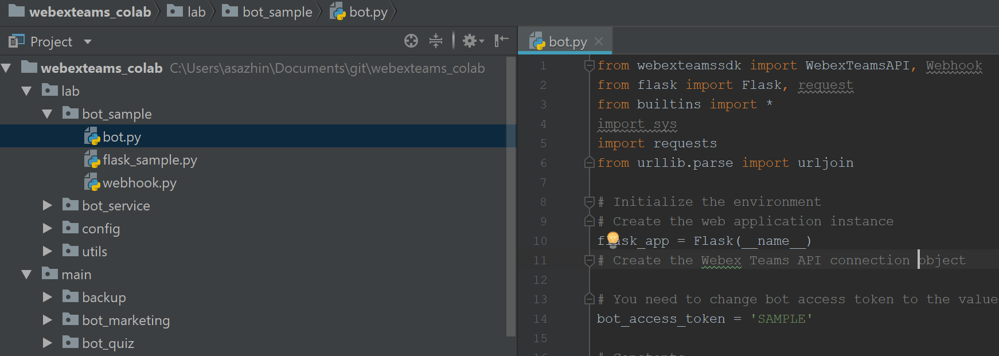 webexteams_colab lab bot_sample bot.py
Project
webexteams_colab C:\Users\asazhin\Documents\git\webexteams_colab
lab
bot_sample
bot.py
flask_sample.py
webhook.py
bot_service
config
utils
main
backup
bot_marketing
bot_quiz
bot.py
1 from webexteamssdk import WebexTeamsAPI, Webhook
2 from flask import Flask, request
3 from builtins import *
4 import sys
5 import requests
6 from urllib.parse import urljoin
7
8 # Initialize the environment
9 # Create the web application instance
10 flask_app = Flask(__name__)
11 # Create the Webex Teams API connection object
12
13 # You need to change bot access token to the value
14 bot_access_token = 'SAMPLE'
15
16 # Constants